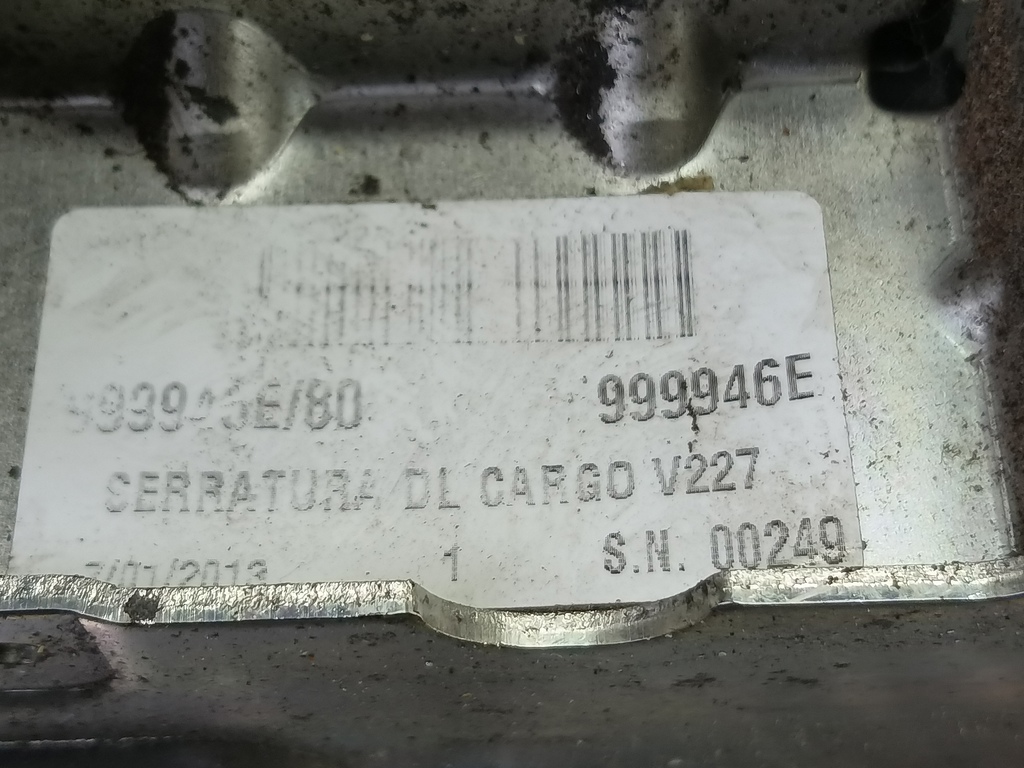 999946E
SERRATURA DL CARGO V227
1 S.N. 00249